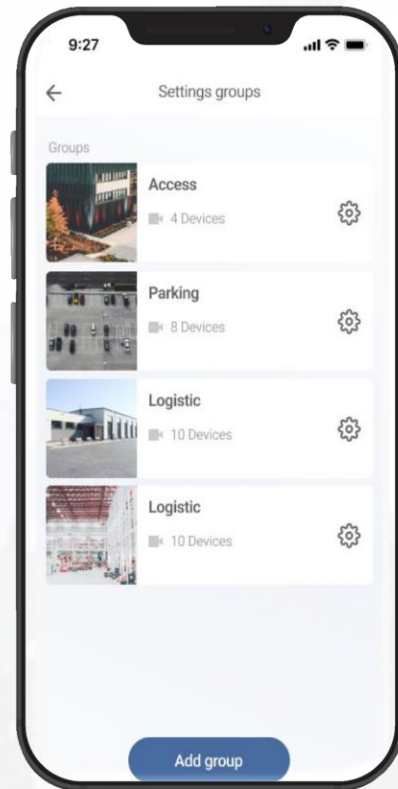 9:27
Settings groups
Groups
Access
4 Devices
Parking
8 Devices
Logistic
10 Devices
Logistic
10 Devices
Add group